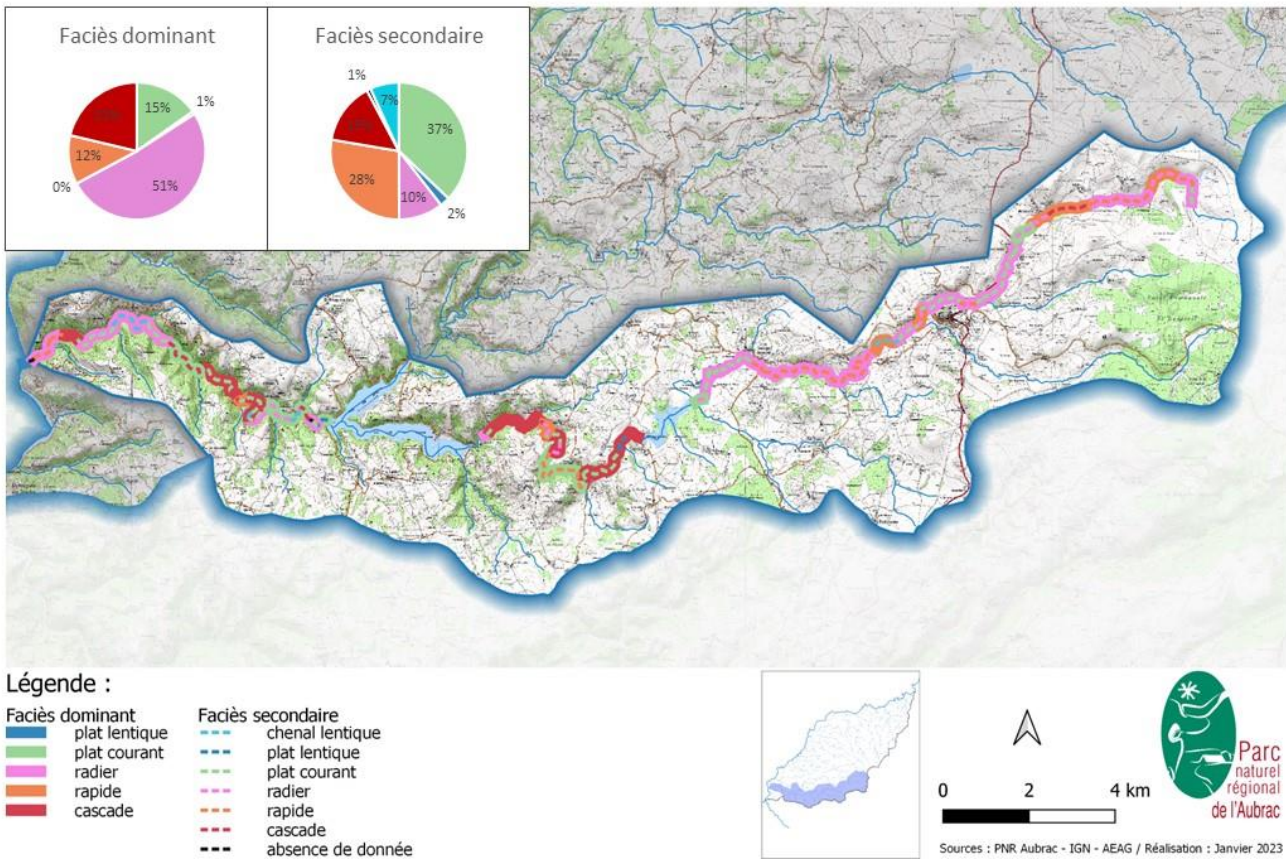 Faciès dominant
15%
1%
51%
0%
12%
Faciès secondaire
1%
7%
37%
2%
10%
28%
Légende :
Faciès dominant
plat lentique
plat courant
radier
rapide
cascade
Faciès secondaire
chenal lentique
plat lentique
plat courant
radier
rapide
cascade
absence de donnée
0 2 4 km
Parc
naturel
régional
de l'Aubrac
Sources : PNR Aubrac - IGN - AEAG / Réalisation : Janvier 2023